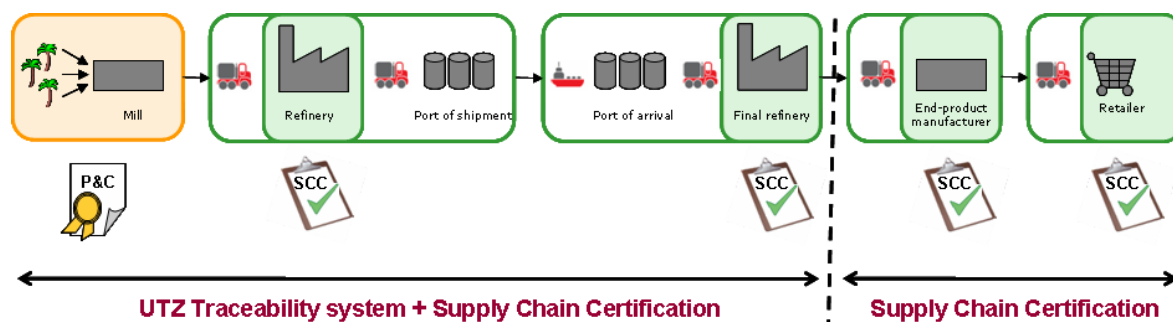 Mill
Refinery
Port of shipment
Port of arrival
Final refinery
End-product
manufacturer
Retailer
P&C
SCC
SCC
SCC
SCC
UTZ Traceability system + Supply Chain Certification
Supply Chain Certification